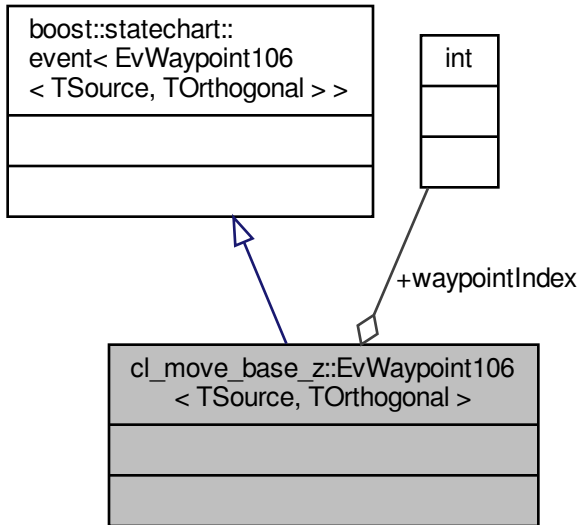 boost::statechart::
event< EvWaypoint106
< TSource, TOrthogonal > >
int
+waypointIndex
cl_move_base_z::EvWaypoint106
< TSource, TOrthogonal >